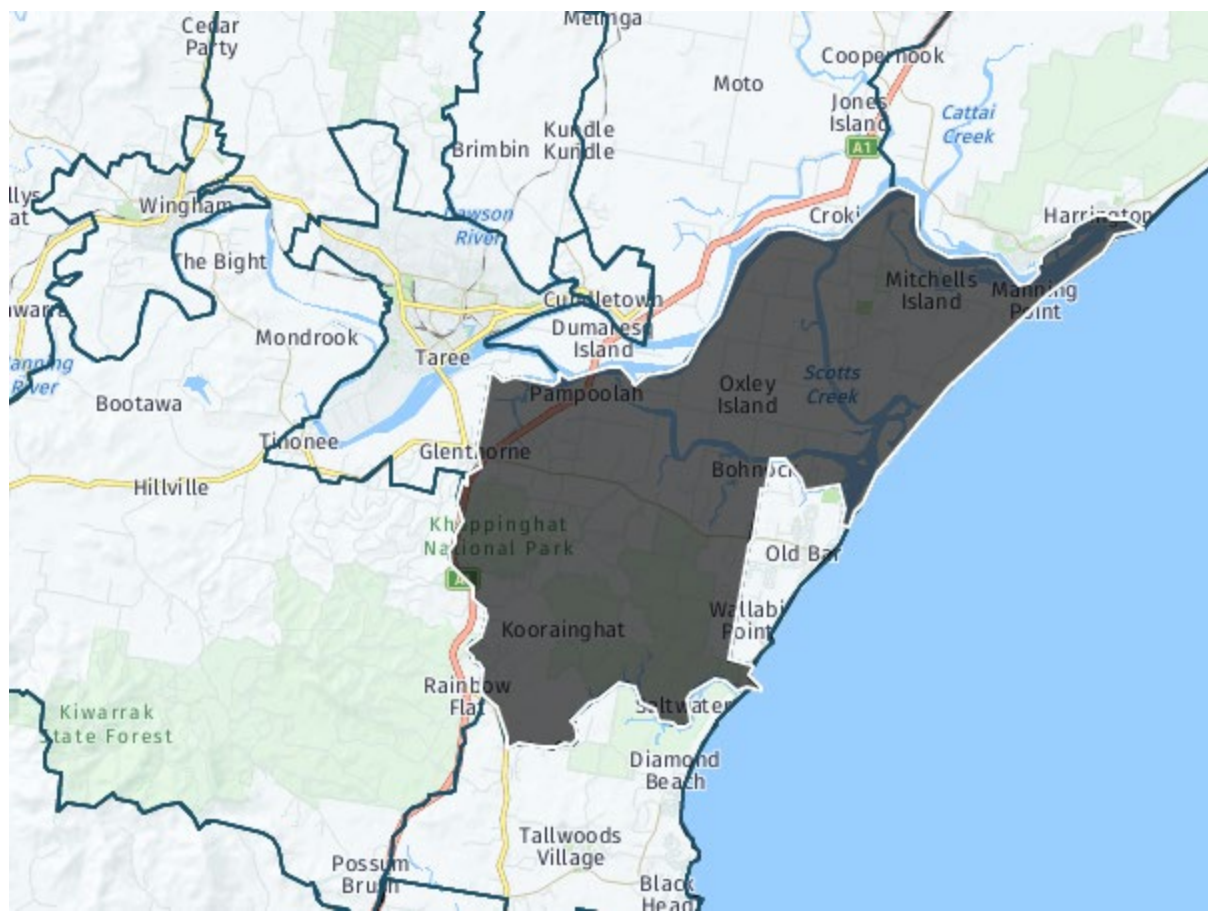 Cedar
Party
Melinga
Coopernook
Moto
Jones
Island
Cattai
Creek
A1
Brimbin
Kundle
Kundle
Wingham
Dawson
River
Croki
Harrington
The Bight
Mitchells
Island
Manning
Point
Cundletown
Dumaresq
Island
Mondrook
Taree
Manning
River
Bootawa
Pampoolah
Oxley
Island
Scotts
Creek
Tinonee
Glenthorne
Bohnock
Hillville
Khappinghat
National Park
Old Bar
Wallabi
Point
Koorainghat
Rainbow
Flat
Saltwater
Kiwarrak
State Forest
Diamond
Beach
Tallwoods
Village
Possum
Brush
Black
Head